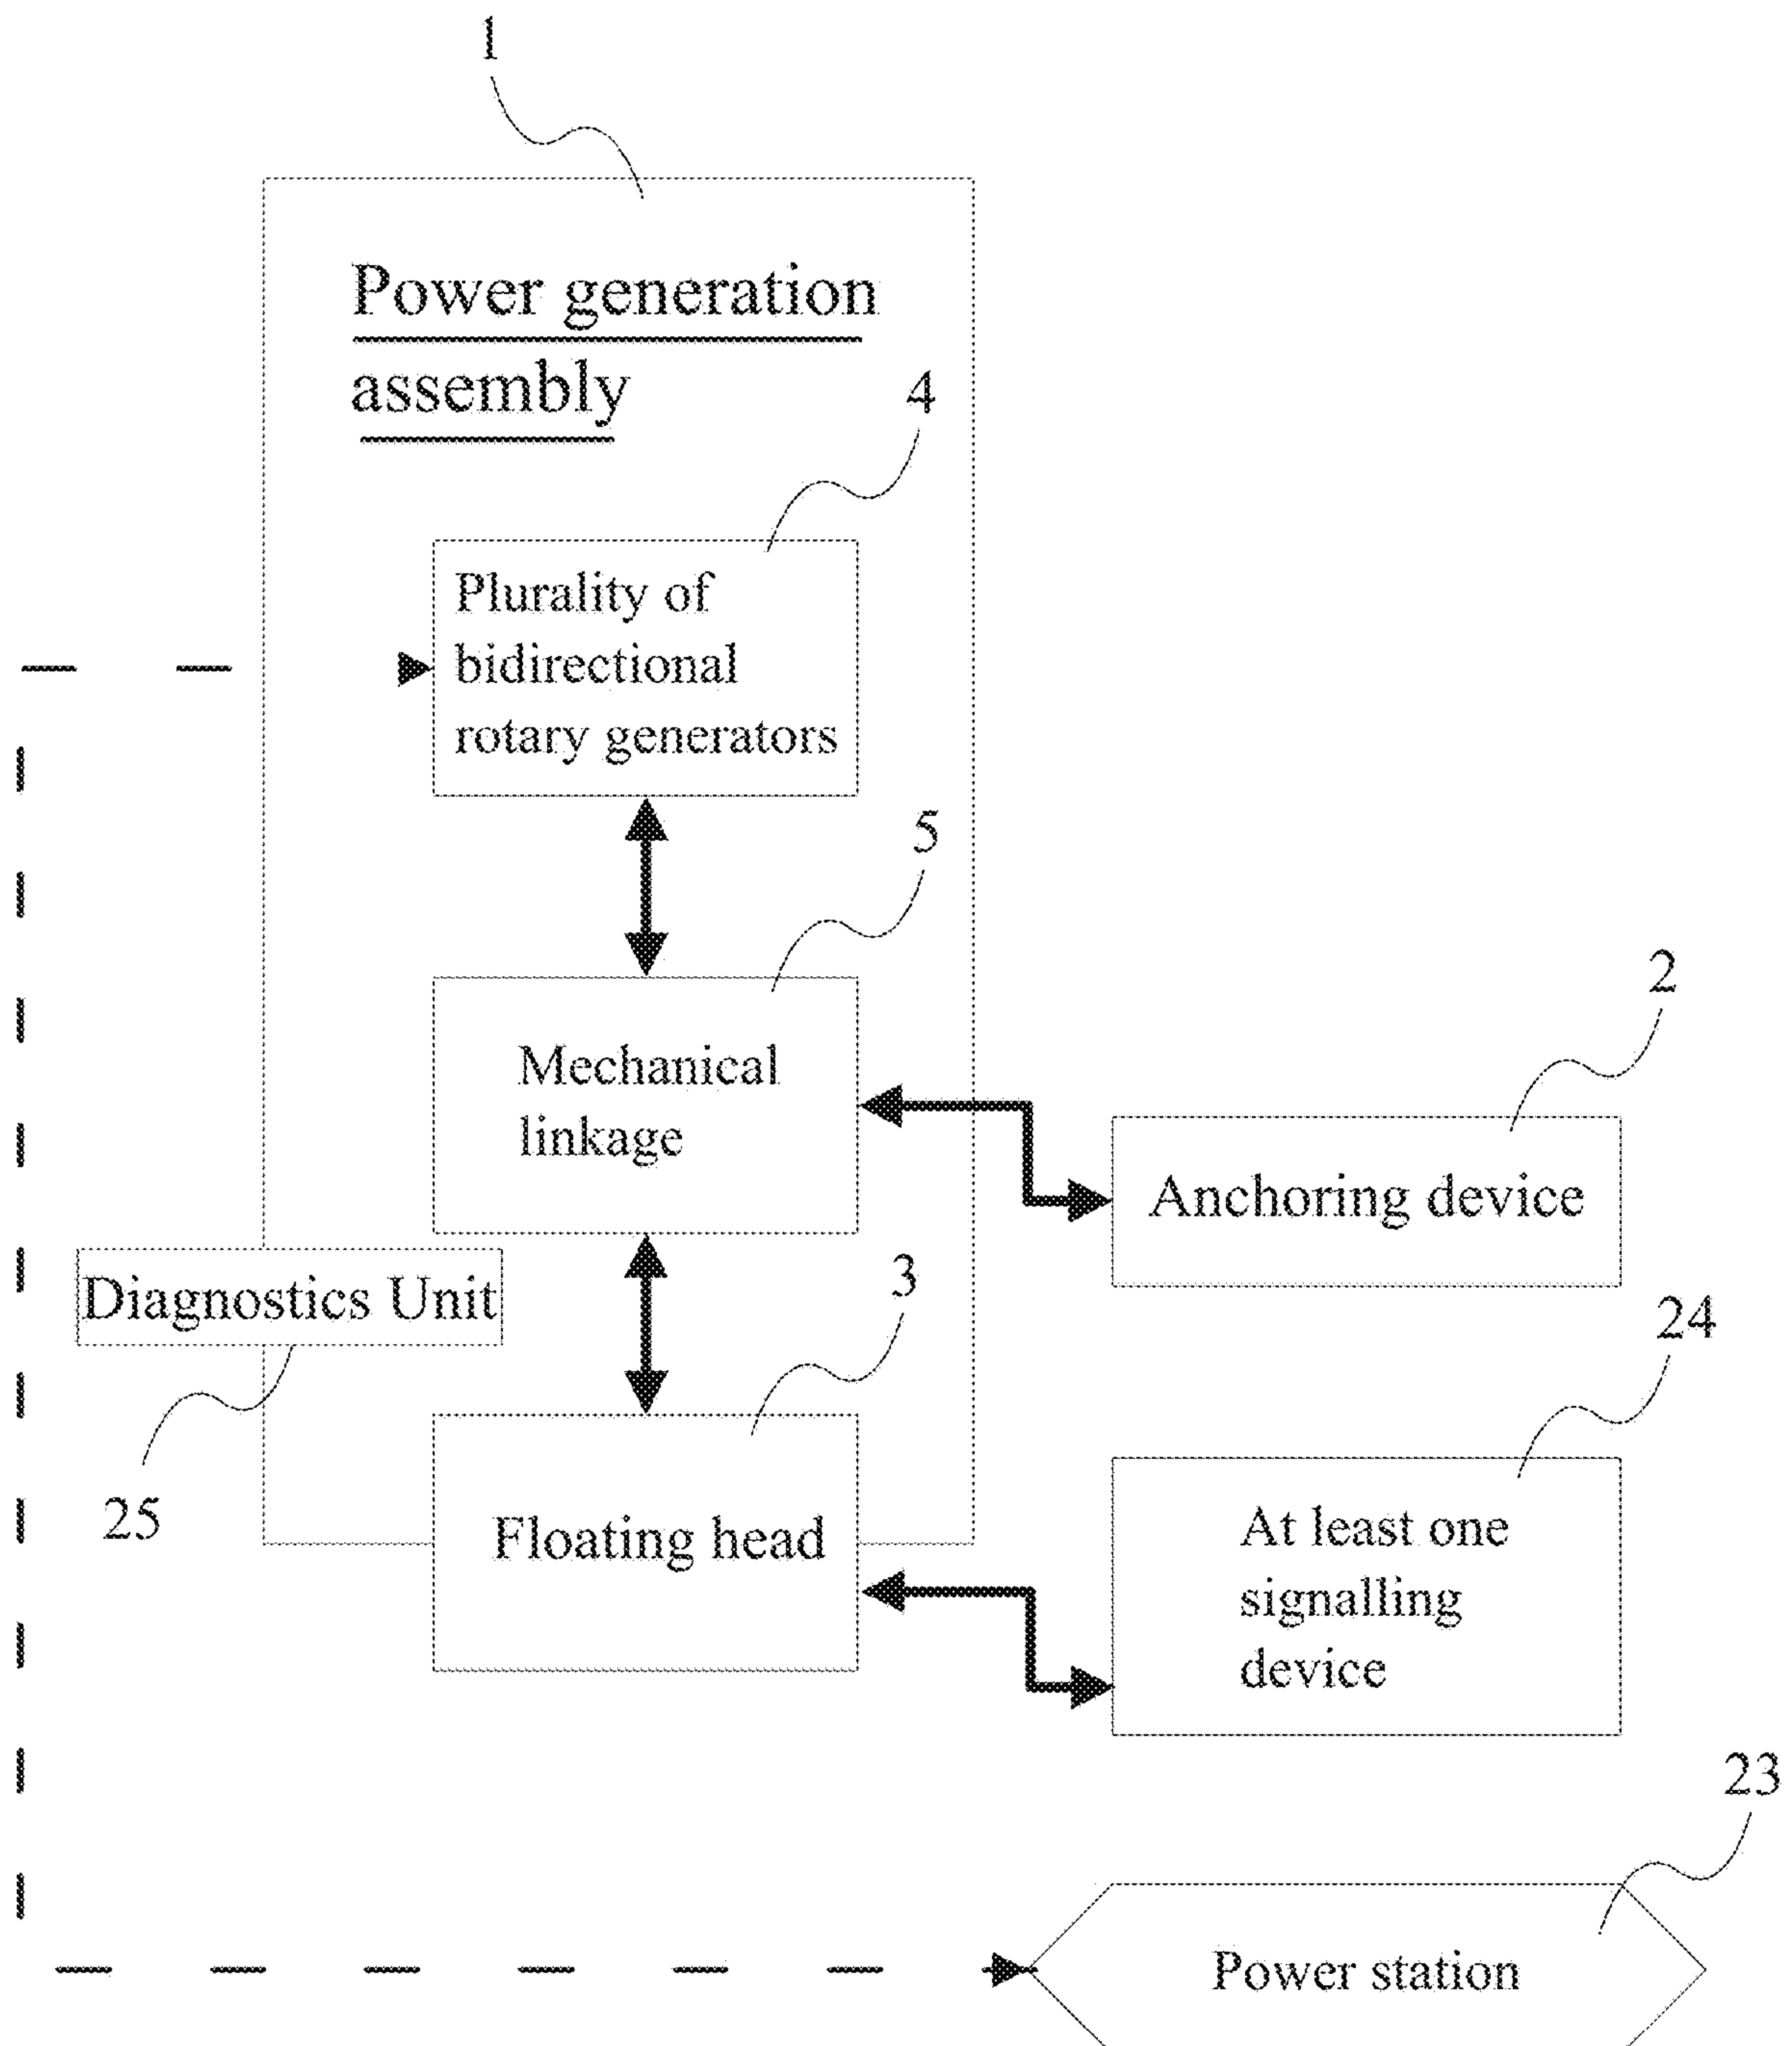 1
Power generation
assembly
4
Plurality of
bidirectional
rotary generators
5
Mechanical
linkage
2
Anchoring device
Diagnostics Unit
25
3
Floating head
24
At least one
signalling
device
23
Power station